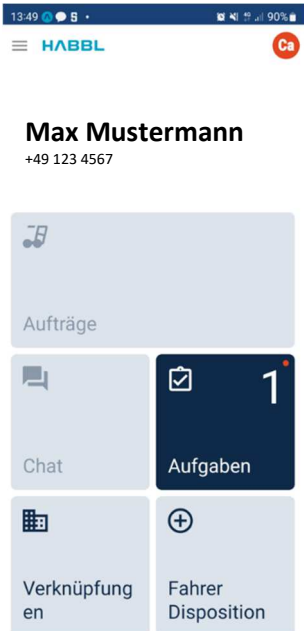 13:49 90%
HABBL
Ca
Max Mustermann
+49 123 4567
Aufträge
1
Chat
Aufgaben
Verknüpfung
en
Fahrer
Disposition